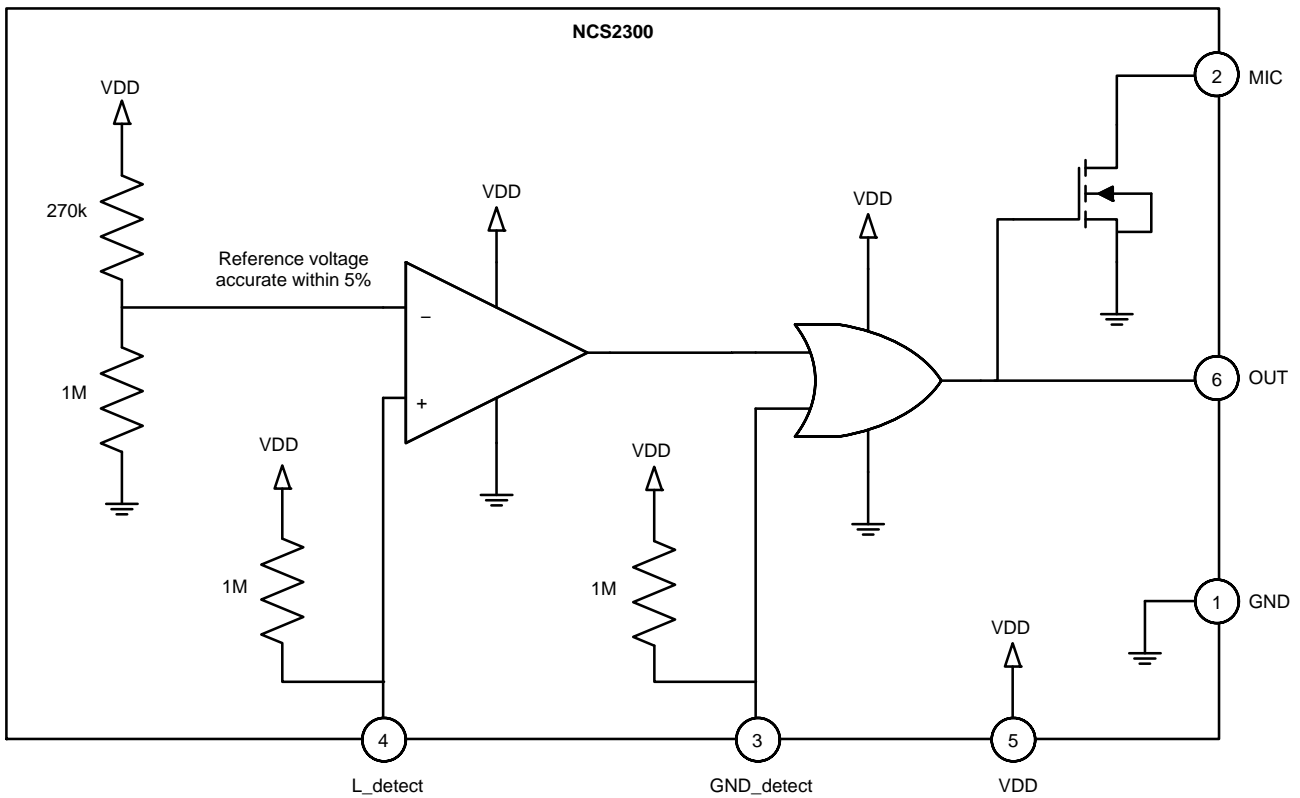 NCS2300
VDD
2
MIC
270k
VDD
VDD
Reference voltage
accurate within 5%
−
1M
+
6
OUT
VDD
VDD
1M
1M
1
GND
VDD
4
3
5
L_detect
GND_detect
VDD